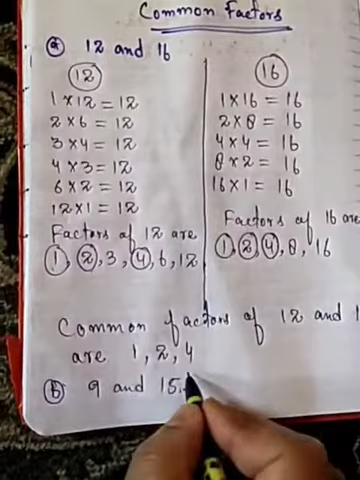 Common Factors
(a) 12 and 16
12
1 × 12 = 12
2 × 6 = 12
3 × 4 = 12
4 × 3 = 12
6 × 2 = 12
12 × 1 = 12
Factors of 12 are
1, 2, 3, 4, 6, 12
16
1 × 16 = 16
2 × 8 = 16
4 × 4 = 16
8 × 2 = 16
16 × 1 = 16
Factors of 16 are
1, 2, 4, 8, 16
Common factors of 12 and 1
are 1, 2, 4
(b) 9 and 15.